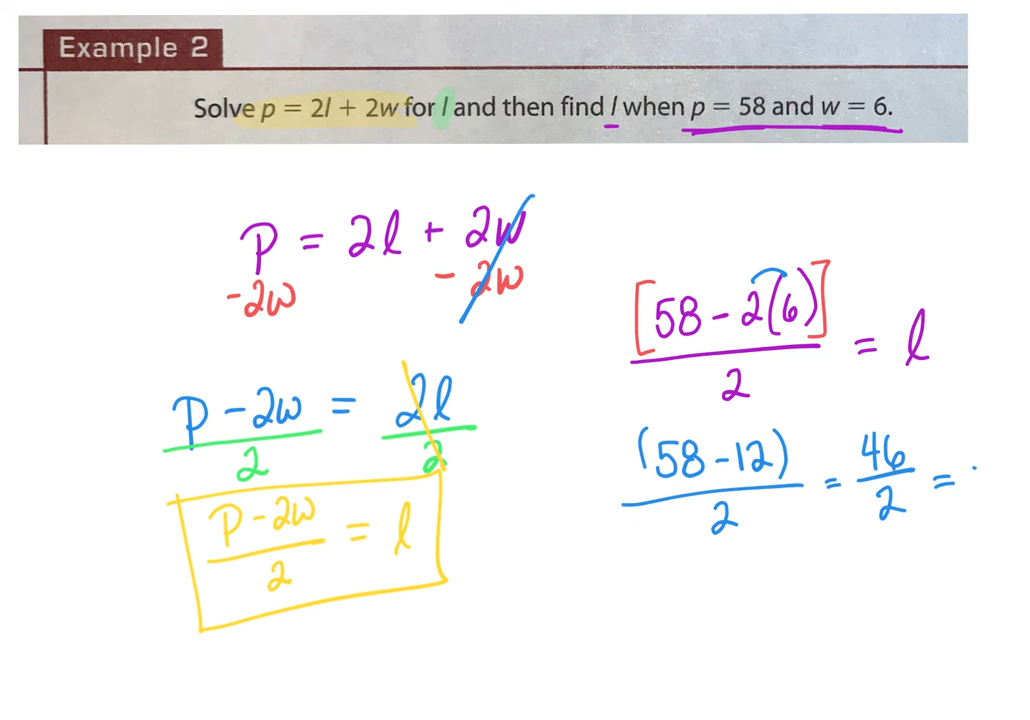 Example 2
Solve p = 2l + 2w for l and then find l when p = 58 and w = 6.
P = 2l + 2w
-2w - 2w
P - 2w = 2l
2 2
P - 2w = l
2
[58 - 2(6)] = l
2
(58 - 12) = 46 =
2 2